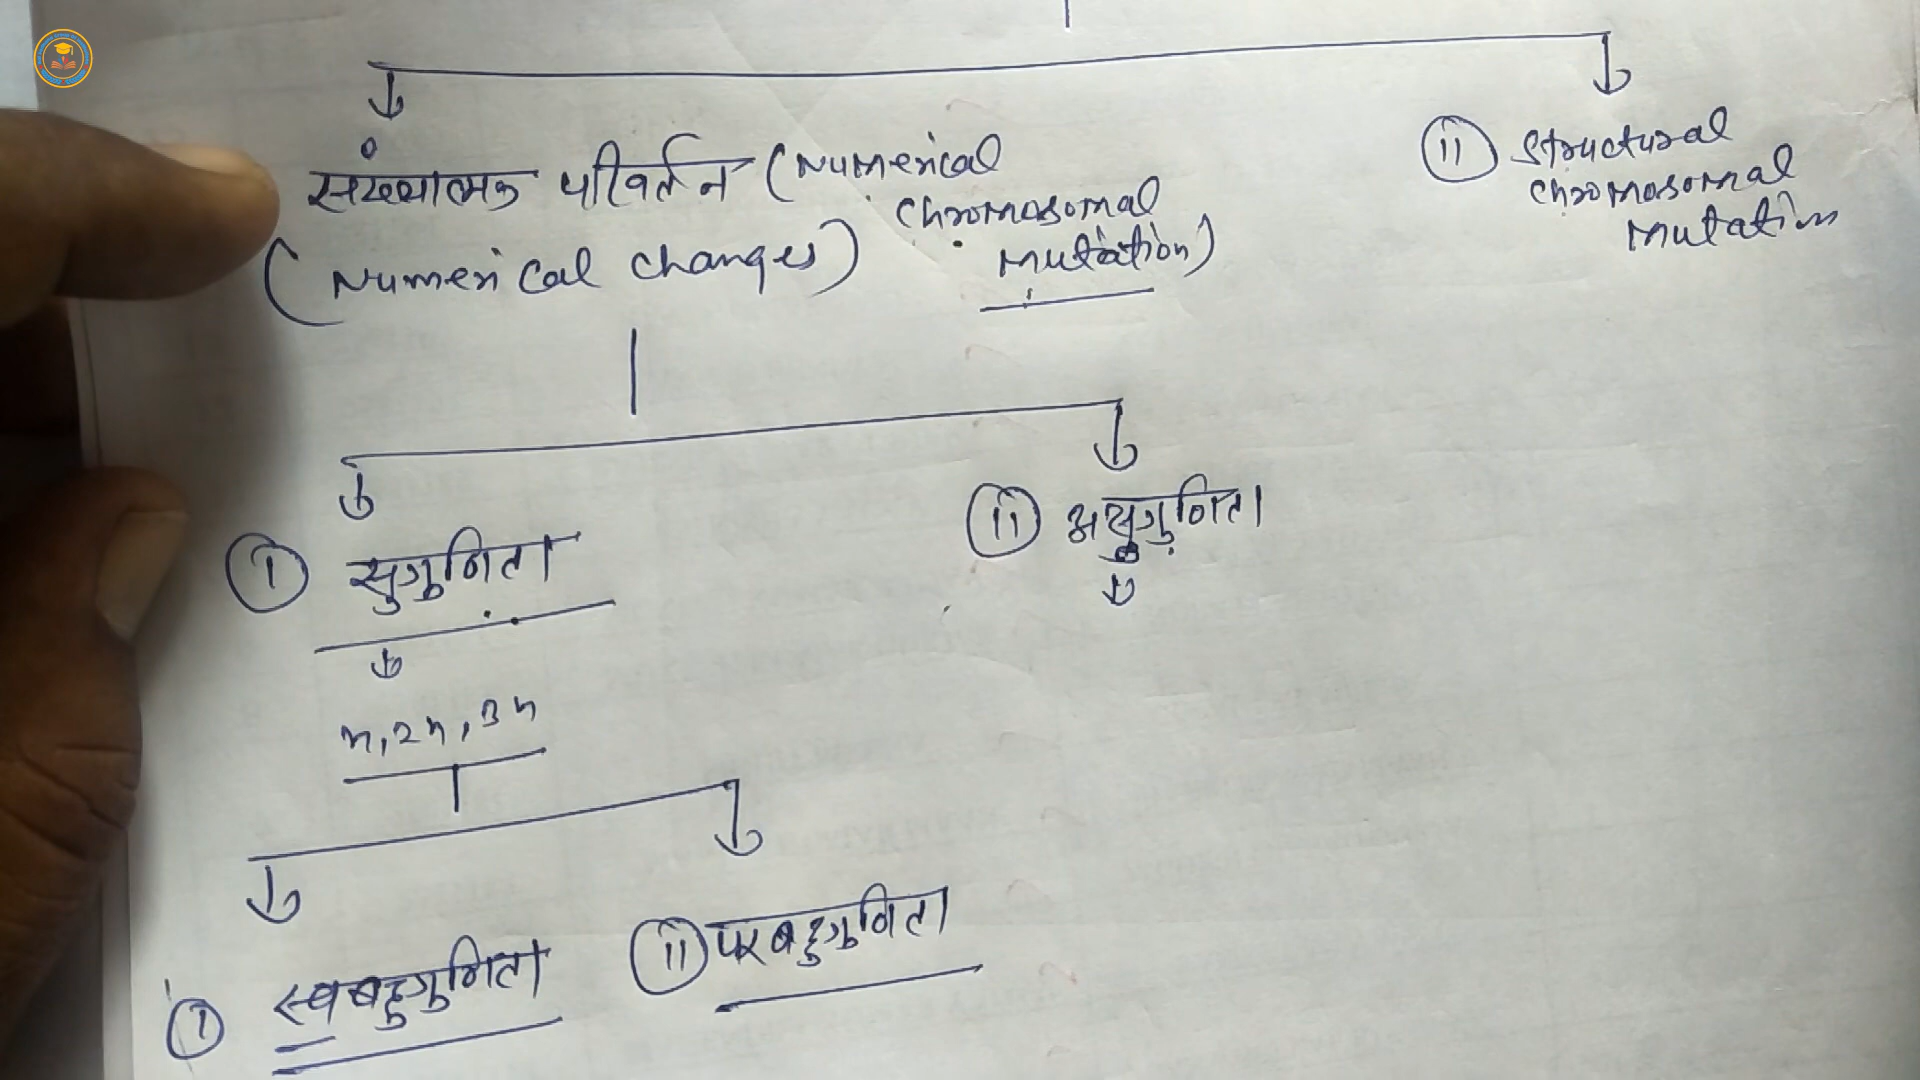 संख्यात्मक परिवर्तन (Numerical
chromosomal
mutation)
(Numerical changes)
(ii) Structural
chromosomal
mutation
(i) सुगुणिता
(ii) असुगुणिता
n, 2n, 3n
(i) स्वबहुगुणिता
(ii) परबहुगुणिता